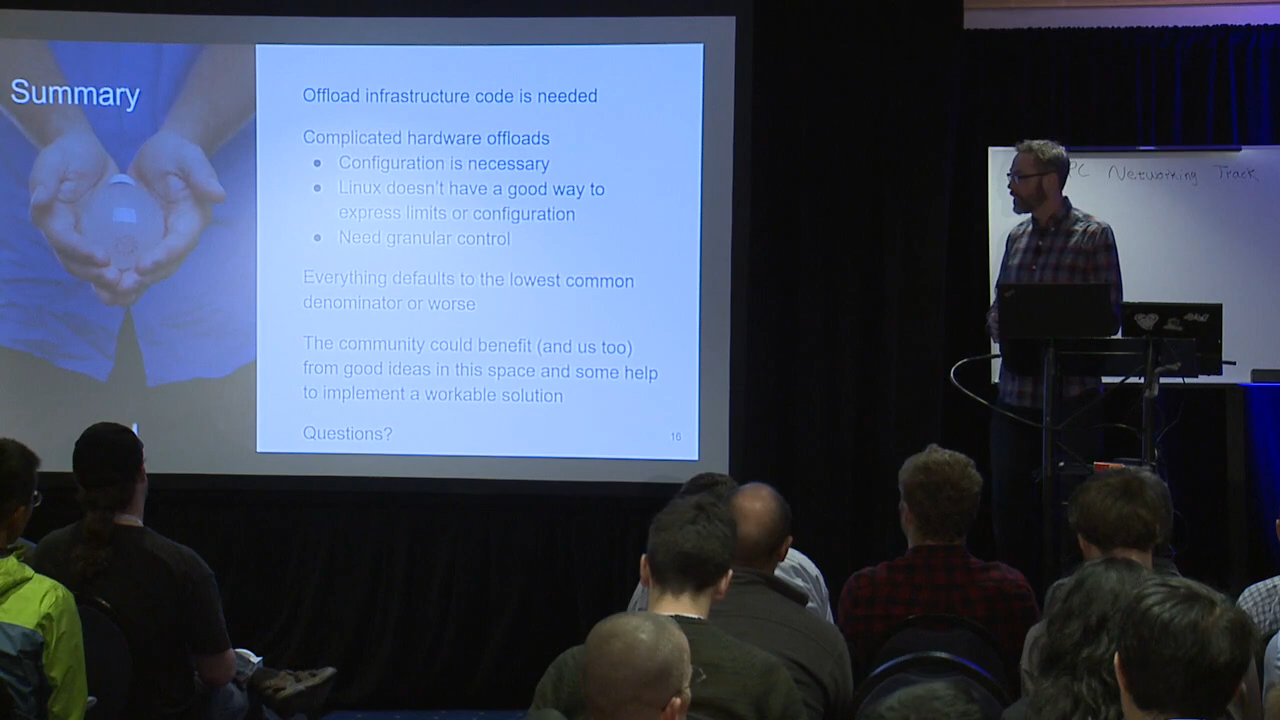 Summary
Offload infrastructure code is needed
Complicated hardware offloads
● Configuration is necessary
● Linux doesn't have a good way to
express limits or configuration
● Need granular control
Everything defaults to the lowest common
denominator or worse
The community could benefit (and us too)
from good ideas in this space and some help
to implement a workable solution
Questions?
16
PC Networking Track